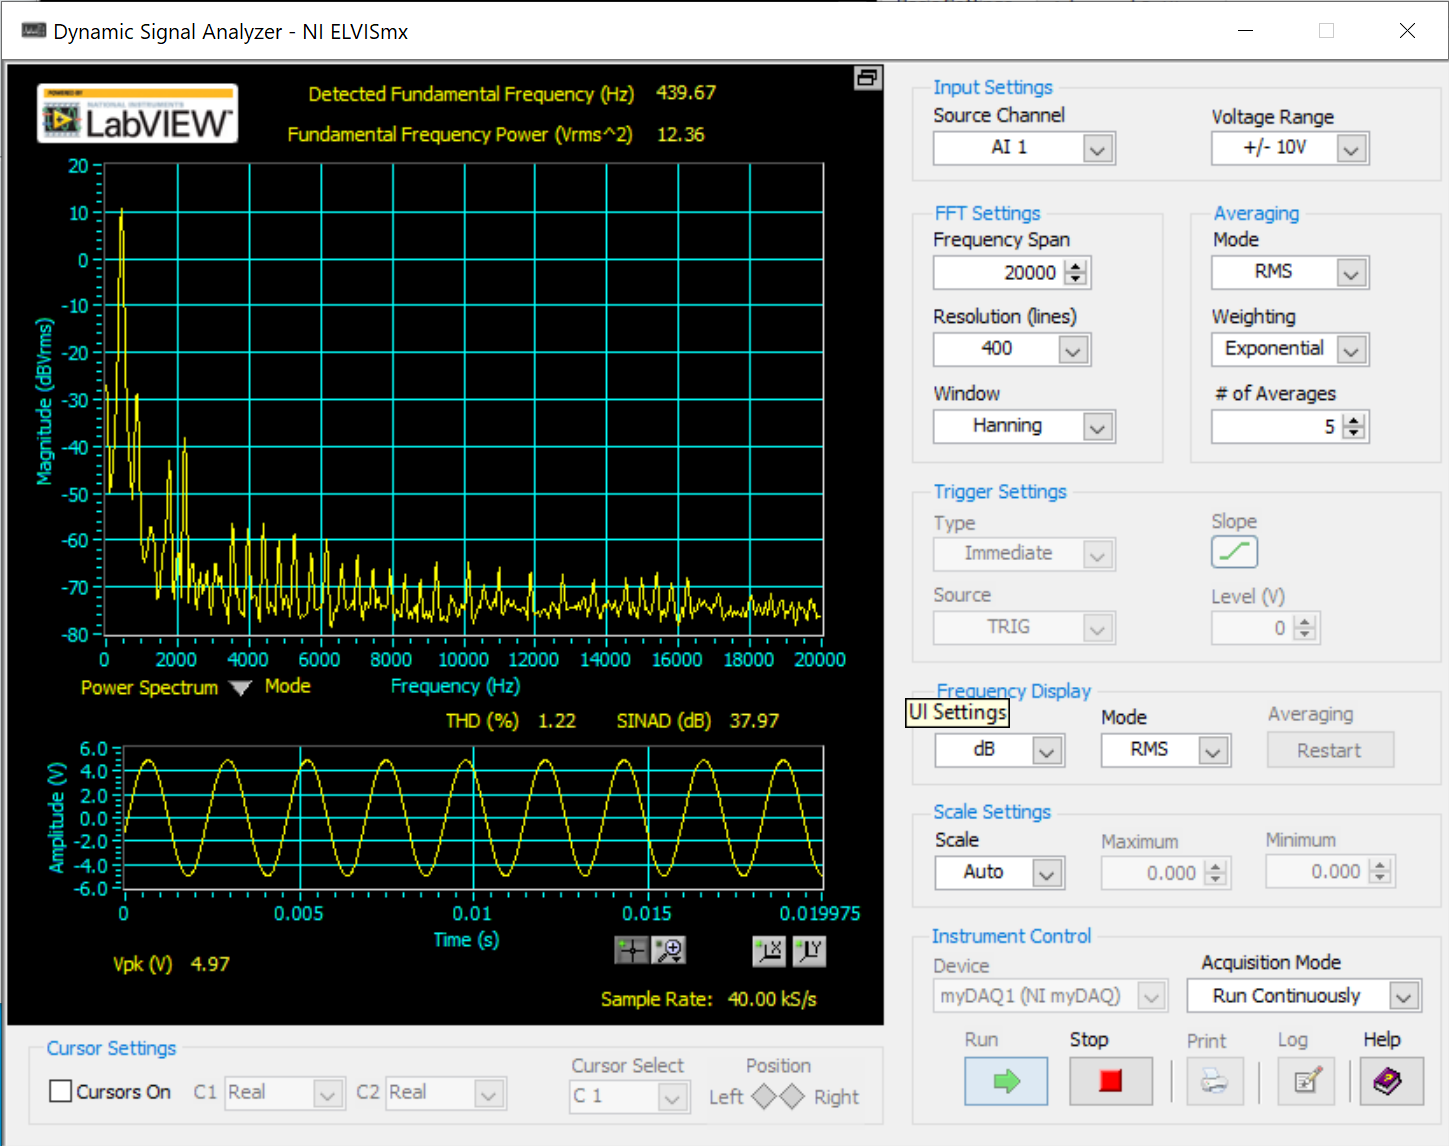 Dynamic Signal Analyzer - NI ELVISmx
POWERED BY
NATIONAL INSTRUMENTS
LabVIEW™
Detected Fundamental Frequency (Hz) 439.67
Fundamental Frequency Power (Vrms^2) 12.36
20
10
0
-10
-20
-30
-40
-50
-60
-70
-80
Magnitude (dBVrms)
0 2000 4000 6000 8000 10000 12000 14000 16000 18000 20000
Power Spectrum Mode Frequency (Hz)
THD (%) 1.22 SINAD (dB) 37.97
6.0
4.0
2.0
0.0
-2.0
-4.0
-6.0
Amplitude (V)
0 0.005 0.01 0.015 0.019975
Time (s)
Vpk (V) 4.97
X Y
Sample Rate: 40.00 kS/s
Cursor Settings
Cursors On C1 Real C2 Real
Cursor Select
C 1
Position
Left Right
Input Settings
Source Channel Voltage Range
AI 1 +/- 10V
FFT Settings
Frequency Span
20000
Resolution (lines)
400
Window
Hanning
Averaging
Mode
RMS
Weighting
Exponential
# of Averages
5
Trigger Settings
Type Slope
Immediate
Source Level (V)
TRIG 0
Frequency Display
UI Settings Mode Averaging
dB RMS Restart
Scale Settings
Scale Maximum Minimum
Auto 0.000 0.000
Instrument Control
Device Acquisition Mode
myDAQ1 (NI myDAQ) Run Continuously
Run Stop Print Log Help